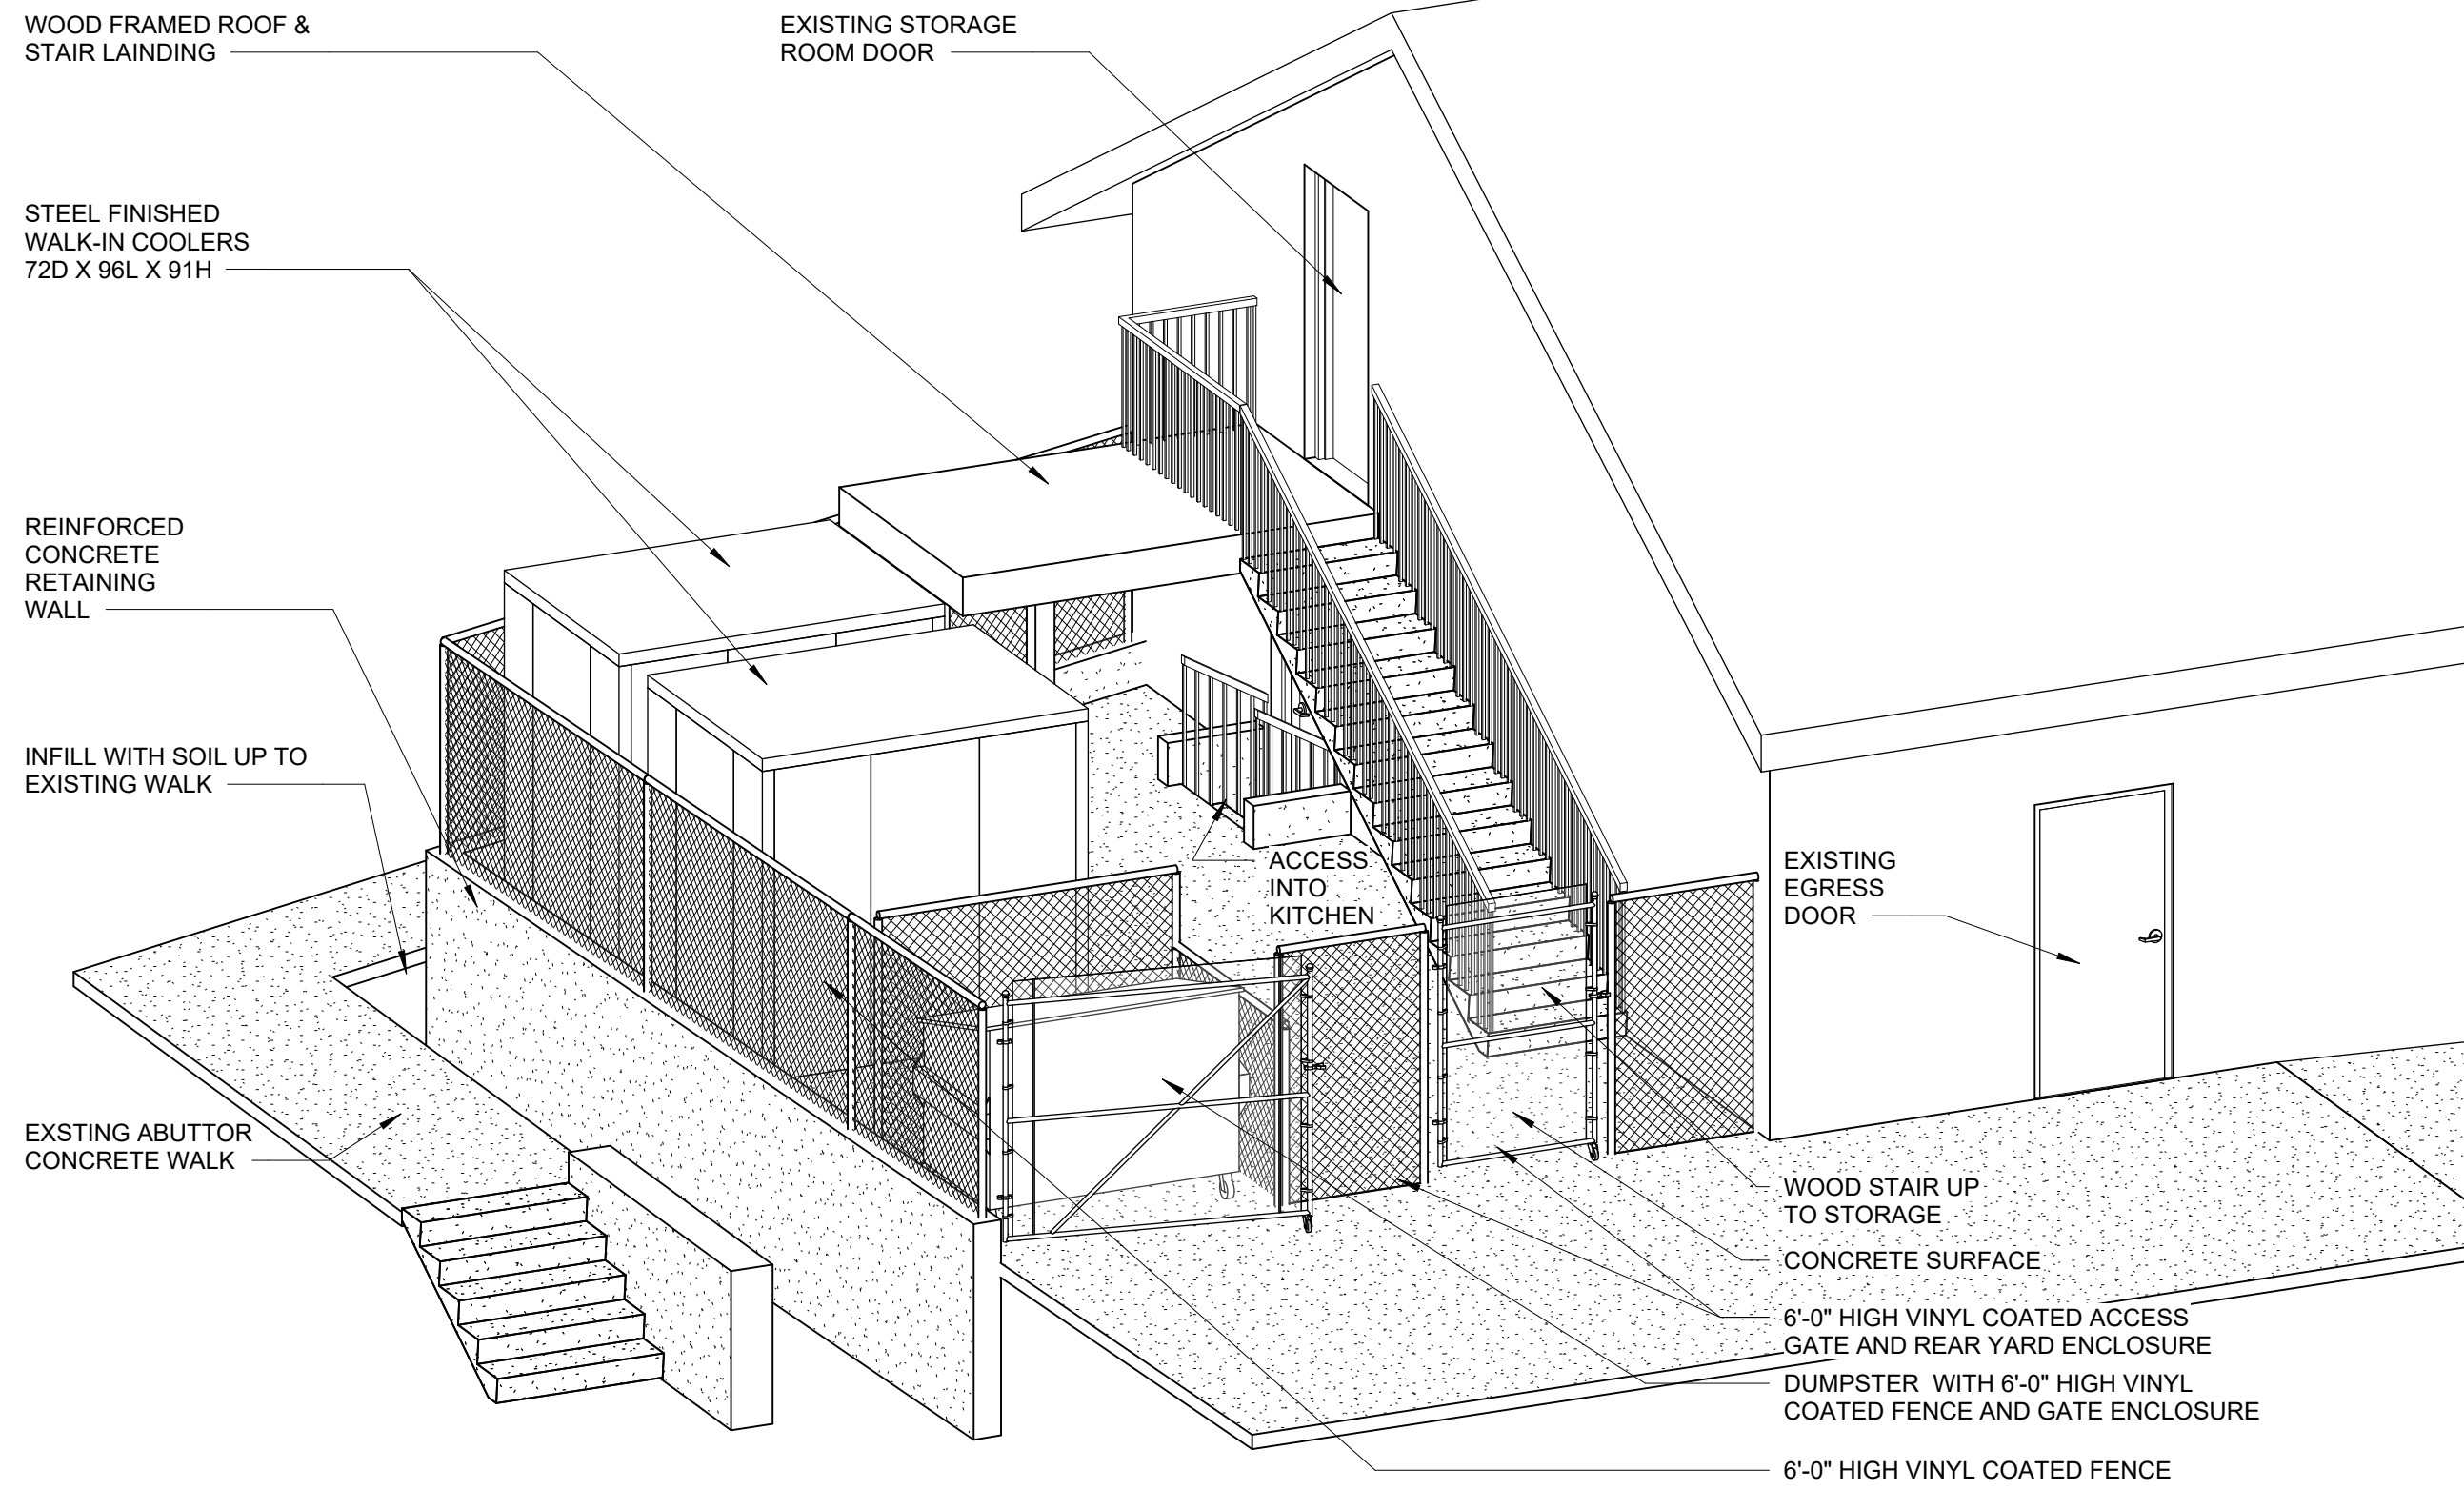 WOOD FRAMED ROOF &
STAIR LAINDING
EXISTING STORAGE
ROOM DOOR
STEEL FINISHED
WALK-IN COOLERS
72D X 96L X 91H
REINFORCED
CONCRETE
RETAINING
WALL
INFILL WITH SOIL UP TO
EXISTING WALK
ACCESS
INTO
KITCHEN
EXISTING
EGRESS
DOOR
EXSTING ABUTTOR
CONCRETE WALK
WOOD STAIR UP
TO STORAGE
CONCRETE SURFACE
6'-0" HIGH VINYL COATED ACCESS
GATE AND REAR YARD ENCLOSURE
DUMPSTER WITH 6'-0" HIGH VINYL
COATED FENCE AND GATE ENCLOSURE
6'-0" HIGH VINYL COATED FENCE